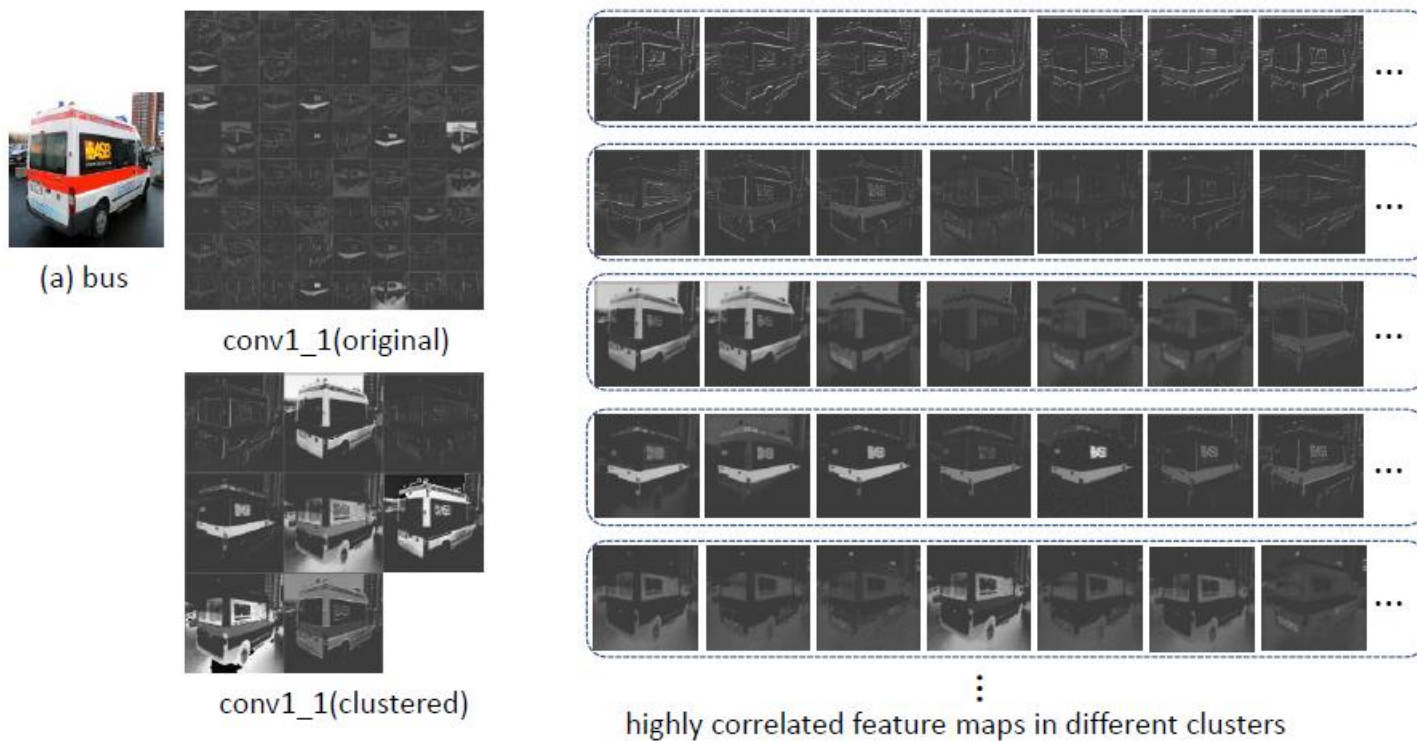 (a) bus
conv1_1(original)
conv1_1(clustered)
highly correlated feature maps in different clusters